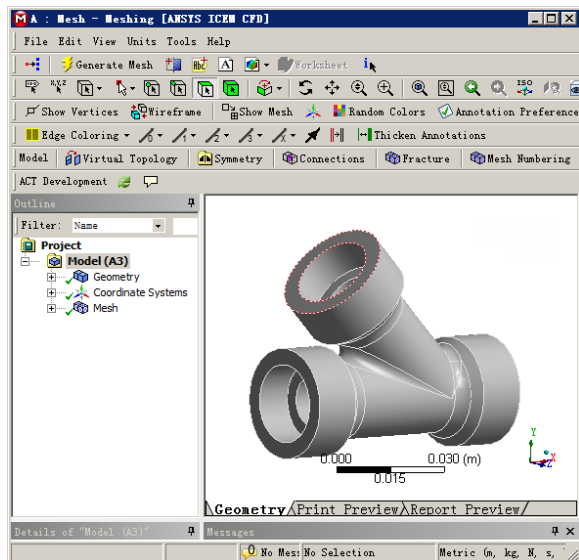 A : Mesh - Meshing [ANSYS ICEM CFD]
File Edit View Units Tools Help
Generate Mesh A Worksheet i
ISO
Show Vertices Wireframe Show Mesh Random Colors Annotation Preference
Edge Coloring Thicken Annotations
Model Virtual Topology Symmetry Connections Fracture Mesh Numbering
ACT Development
Outline
Filter: Name
Project
Model (A3)
Geometry
Coordinate Systems
Mesh
Y
X
Z
0.000 0.030 (m)
0.015
Geometry Print Preview Report Preview
Details of "Model (A3)" Messages
No Mes: No Selection Metric (m, kg, N, s,